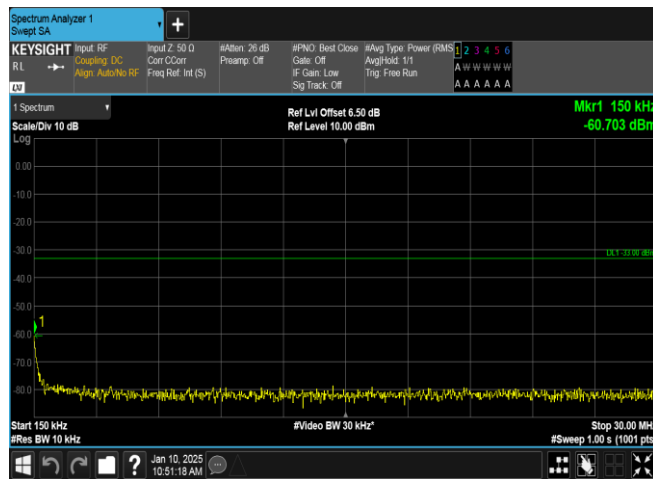 Spectrum Analyzer 1
Swept SA
+
KEYSIGHT
RL
LXI
Input: RF
Coupling: DC
Align: Auto/No RF
Input Z: 50 Ω
Corr CCorr
Freq Ref: Int (S)
#Atten: 26 dB
Preamp: Off
#PNO: Best Close
Gate: Off
IF Gain: Low
Sig Track: Off
#Avg Type: Power (RMS
Avg|Hold: 1/1
Trig: Free Run
1 2 3 4 5 6
A W W W W W
A A A A A A
1 Spectrum
Scale/Div 10 dB
Log
Ref Lvl Offset 6.50 dB
Ref Level 10.00 dBm
Mkr1 150 kHz
-60.703 dBm
0.00
-10.0
-20.0
-30.0
DL1 -33.00 dBm
-40.0
-50.0
1
-60.0
-70.0
-80.0
Start 150 kHz
#Res BW 10 kHz
#Video BW 30 kHz*
Stop 30.00 MH
#Sweep 1.00 s (1001 pts
?
Jan 10, 2025
10:51:18 AM